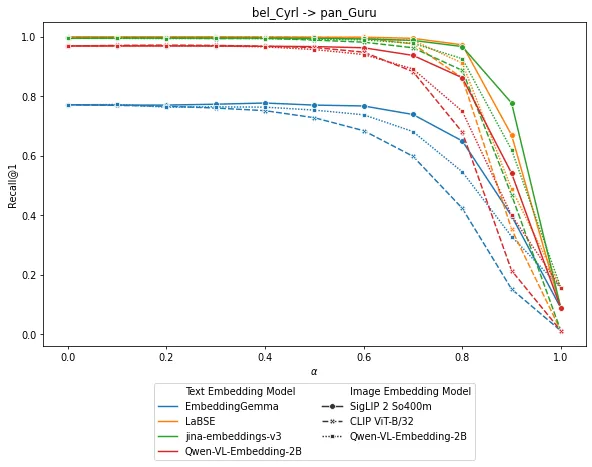 bel_Cyrl -> pan_Guru
1.0
0.8
0.6
0.4
0.2
0.0
Recall@1
0.0 0.2 0.4 0.6 0.8 1.0
α
Text Embedding Model Image Embedding Model
EmbeddingGemma SigLIP 2 So400m
LaBSE CLIP ViT-B/32
jina-embeddings-v3 Qwen-VL-Embedding-2B
Qwen-VL-Embedding-2B